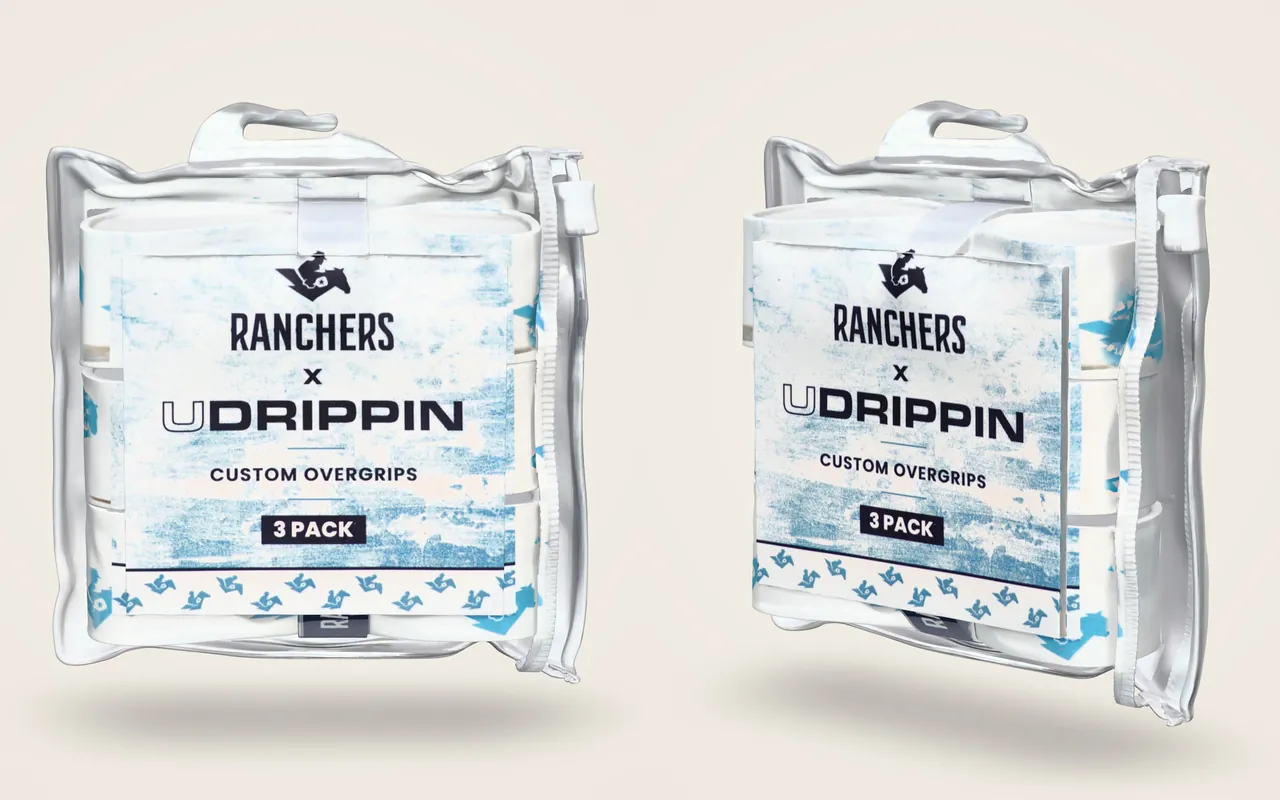 RANCHERS
X
UDRIPPIN
CUSTOM OVERGRIPS
3 PACK
RANCHERS
X
UDRIPPIN
CUSTOM OVERGRIPS
3 PACK